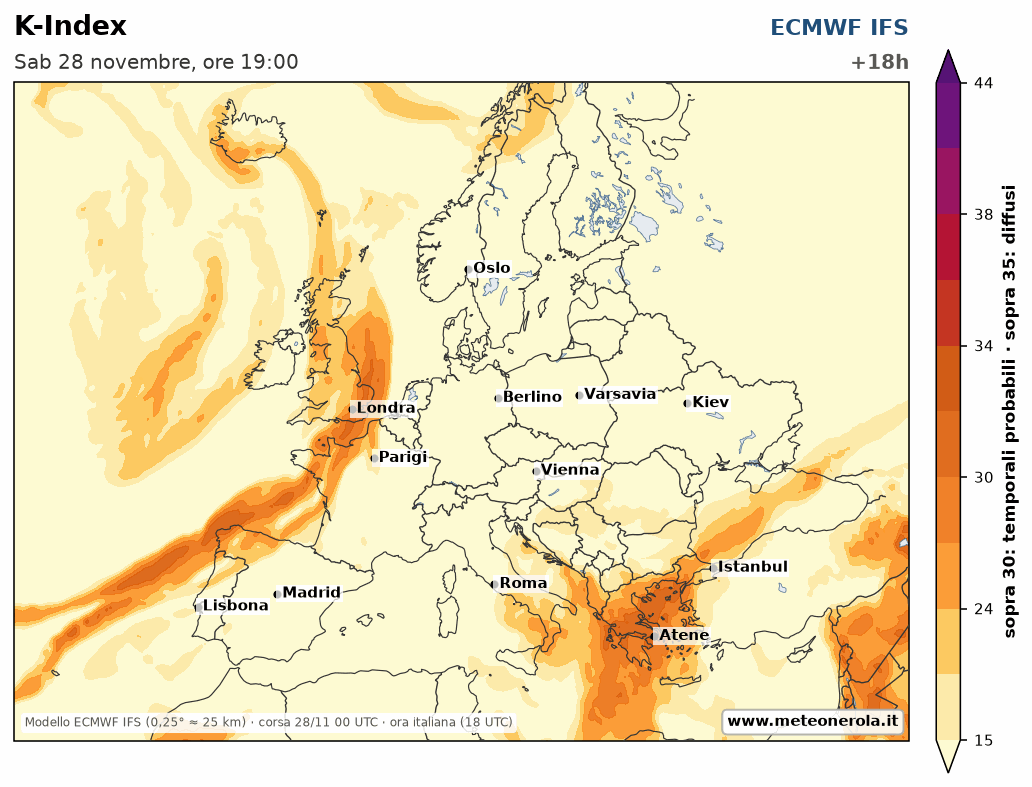 K-Index
ECMWF IFS
Sab 28 novembre, ore 19:00
+18h
44
38
34
30
24
15
sopra 30: temporali probabili · sopra 35: diffusi
Oslo
Berlino
Varsavia
Kiev
Londra
Parigi
Vienna
Istanbul
Roma
Madrid
Lisbona
Atene
Modello ECMWF IFS (0,25° ≈ 25 km) · corsa 28/11 00 UTC · ora italiana (18 UTC)
www.meteonerola.it